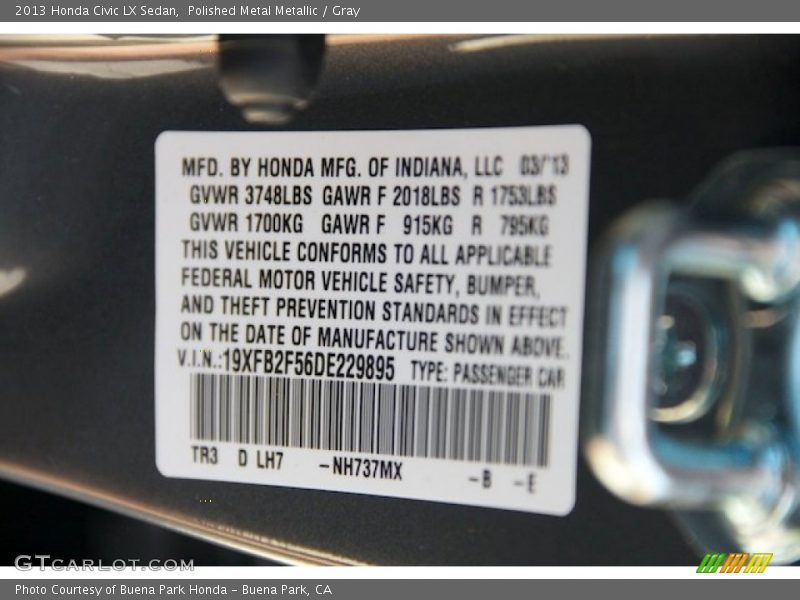 2013 Honda Civic LX Sedan,  Polished Metal Metallic / Gray
MFD. BY HONDA MFG. OF INDIANA, LLC 03/'13
GVWR 3748LBS GAWR F 2018LBS R 1753LBS
GVWR 1700KG GAWR F 915KG R 795KG
THIS VEHICLE CONFORMS TO ALL APPLICABLE
FEDERAL MOTOR VEHICLE SAFETY, BUMPER,
AND THEFT PREVENTION STANDARDS IN EFFECT
ON THE DATE OF MANUFACTURE SHOWN ABOVE.
V.I.N.:19XFB2F56DE229895 TYPE: PASSENGER CAR
TR3 D LH7 -NH737MX -B -E
GTCARLOT.COM
Photo Courtesy of Buena Park Honda - Buena Park, CA